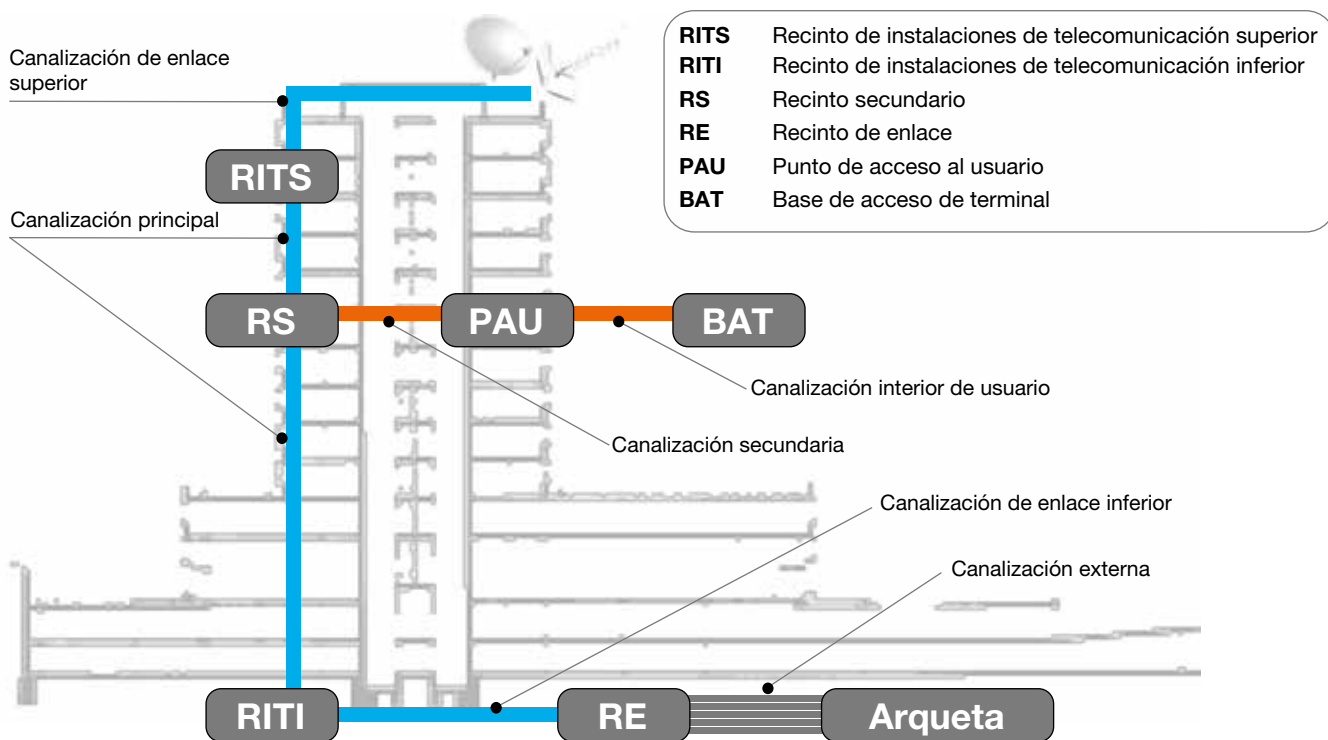 Canalización de enlace
superior
RITS Recinto de instalaciones de telecomunicación superior
RITI Recinto de instalaciones de telecomunicación inferior
RS Recinto secundario
RE Recinto de enlace
PAU Punto de acceso al usuario
BAT Base de acceso de terminal
RITS
Canalización principal
RS
PAU
BAT
Canalización interior de usuario
Canalización secundaria
Canalización de enlace inferior
Canalización externa
RITI
RE
Arqueta